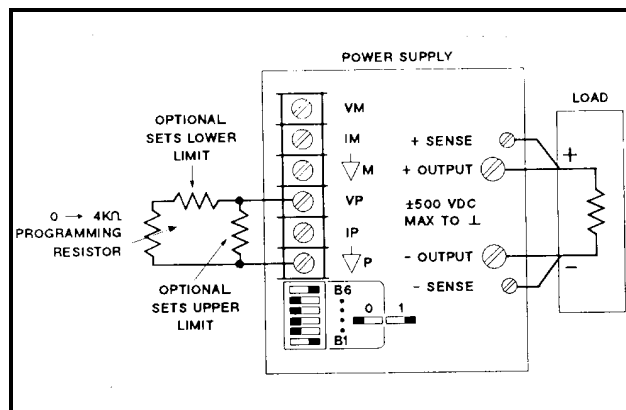 POWER SUPPLY
LOAD
OPTIONAL
SETS LOWER
LIMIT
0 → 4KΩ
PROGRAMMING
RESISTOR
OPTIONAL
SETS UPPER
LIMIT
VM
IM
▽M
VP
IP
▽P
B6
B1
0 1
+ SENSE
+ OUTPUT
±500 VDC
MAX TO ⊥
- OUTPUT
- SENSE
+
-